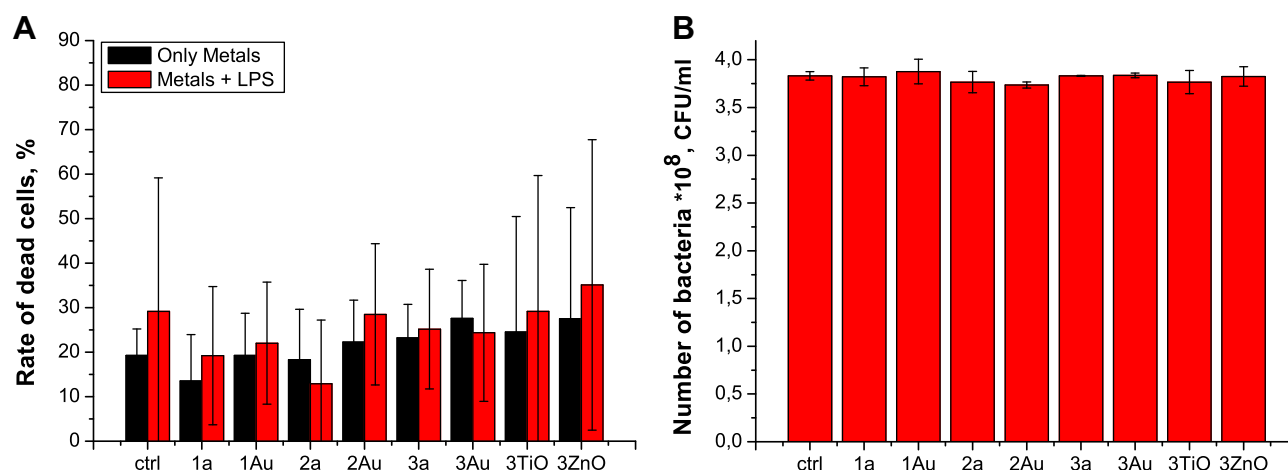 A
Rate of dead cells, %
90
80
70
60
50
40
30
20
10
0
Only Metals
Metals + LPS
ctrl 1a 1Au 2a 2Au 3a 3Au 3TiO 3ZnO
B
Number of bacteria *10^8, CFU/ml
4,0
3,5
3,0
2,5
2,0
1,5
1,0
0,5
0,0
ctrl 1a 1Au 2a 2Au 3a 3Au 3TiO 3ZnO